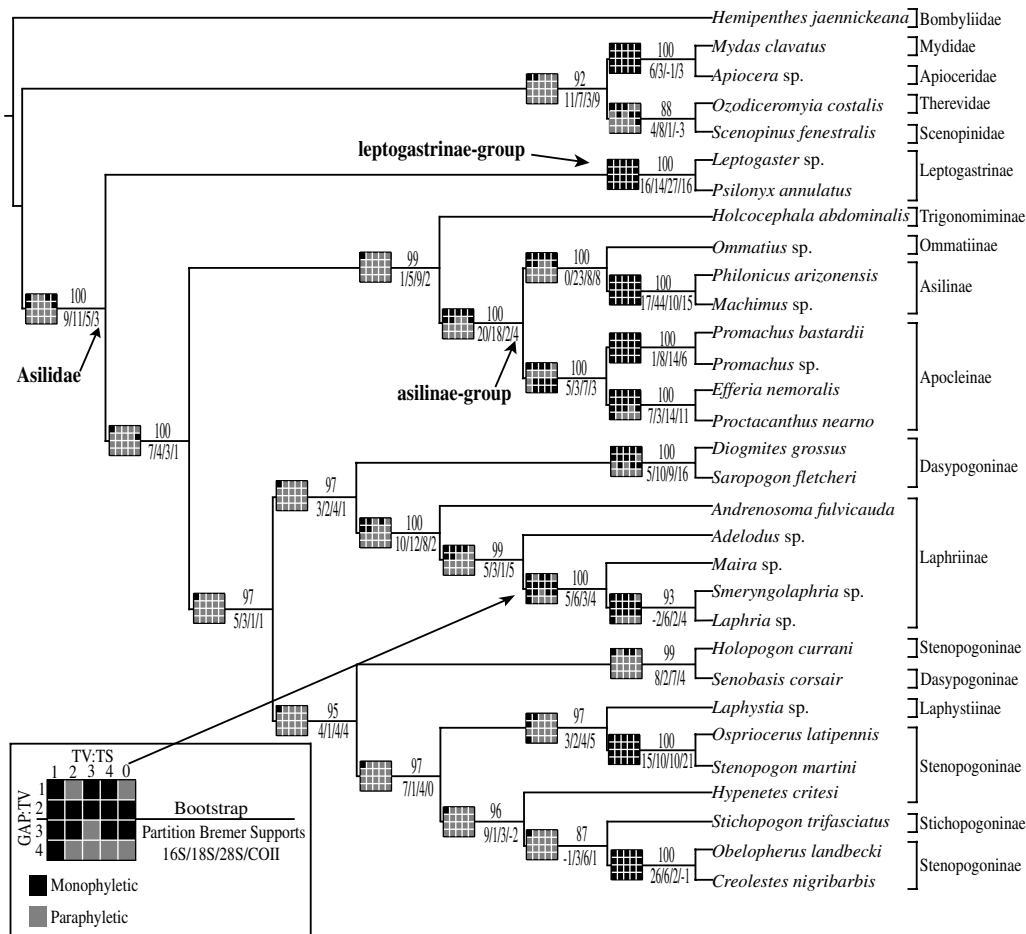 Hemipenthes jaennickeana Bombyliidae
100
Mydas clavatus Mydidae
6/3/-1/3
92
Apiocera sp. Apioceridae
11/7/3/9
88
Ozodiceromyia costalis Therevidae
4/8/1/-3
Scenopinus fenestralis Scenopinidae
leptogastrinae-group
100
Leptogaster sp.
Leptogastrinae
16/14/27/16
Psilonyx annulatus
Holcocephala abdominalis Trigonomiminae
99
1/5/9/2
100
Ommatius sp. Ommatiinae
0/23/8/8
100
Philonicus arizonensis
Asilinae
17/44/10/15
Machimus sp.
100
9/11/5/3
100
20/18/2/4
Asilidae
asilinae-group
100
Promachus bastardii
1/8/14/6
Promachus sp.
100
5/3/7/3
Apocleinae
100
Efferia nemoralis
7/3/14/11
Proctacanthus nearno
100
7/4/3/1
100
Diogmites grossus
Dasypogoninae
5/10/9/16
Saropogon fletcheri
97
3/2/4/1
Andrenosoma fulvicauda
100
10/12/8/2
Adelodus sp.
99
5/3/1/5
Laphriinae
Maira sp.
100
5/6/3/4
93
Smeryngolaphria sp.
-2/6/2/4
Laphria sp.
97
5/3/1/1
99
Holopogon currani Stenopogoninae
8/2/7/4
Senobasis corsair Dasypogoninae
95
4/1/4/4
97
Laphystia sp. Laphystiinae
3/2/4/5
100
Ospriocerus latipennis
15/10/10/21
Stenopogon martini
Stenopogoninae
97
7/1/4/0
Hypenetes critesi
96
9/1/3/-2
87
Stichopogon trifasciatus Stichopogoninae
-1/3/6/1
100
Obelopherus landbecki
Stenopogoninae
26/6/2/-1
Creolestes nigribarbis
TV:TS
1 2 3 4 0
GAP:TV
1
2
3
4
Bootstrap
Partition Bremer Supports
16S/18S/28S/COII
Monophyletic
Paraphyletic